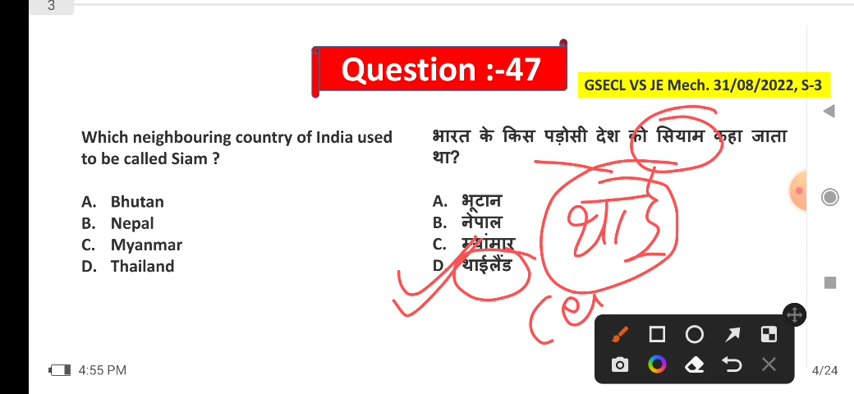 3
Question :-47
GSECL VS JE Mech. 31/08/2022, S-3
Which neighbouring country of India used
to be called Siam ?
A. Bhutan
B. Nepal
C. Myanmar
D. Thailand
भारत के किस पड़ोसी देश को सियाम कहा जाता
था?
A. भूटान
B. नेपाल
C. म्यांमार
D. थाईलैंड
थाई
4:55 PM
4/24